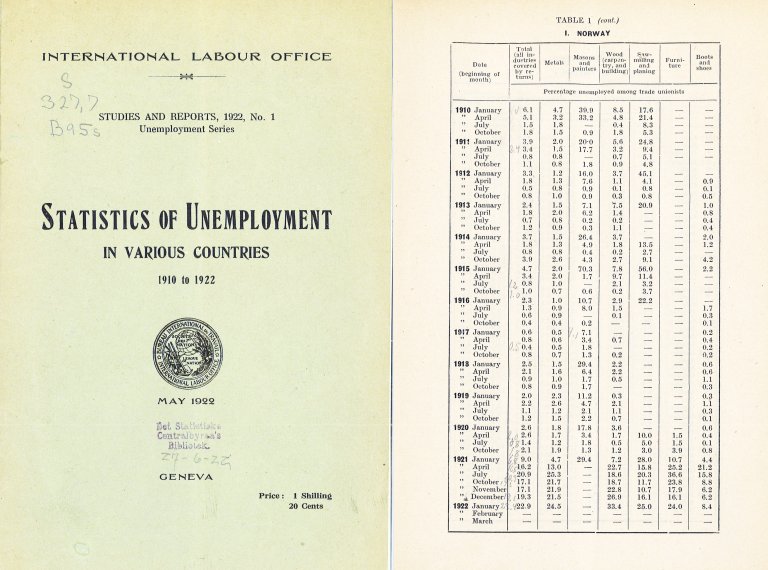 INTERNATIONAL LABOUR OFFICE
S
327,7
B95s
STUDIES AND REPORTS, 1922, No. 1
Unemployment Series
STATISTICS OF UNEMPLOYMENT
IN VARIOUS COUNTRIES
1910 to 1922
MAY 1922
Det Statistiske
Centralbyraa's
Bibliotek.
27-6-22
GENEVA
Price : 1 Shilling
20 Cents
TABLE 1 (cont.)
I. NORWAY
Date (beginning of month) Total (all industries covered by returns) Metals Masons and painters Wood (carpentry, and building) Saw-milling and planing Furniture Boots and shoes
Percentage unemployed among trade unionists
1910 January 6.1 4.7 39.9 8.5 17.6 — —
" April 5.1 3.2 33.2 4.8 21.4 — —
" July 1.5 1.8 — 0.4 8.3 — —
" October 1.8 1.5 0.9 1.8 5.3 — —
1911 January 3.9 2.0 20.0 5.6 24.8 — —
" April 3.4 1.5 17.7 3.2 9.4 — —
" July 0.8 0.8 — 0.7 5.1 — —
" October 1.1 0.8 1.8 0.9 4.8 — —
1912 January 3.3 1.2 16.0 3.7 45.1 — —
" April 1.8 1.3 7.6 1.1 4.1 — 0.9
" July 0.5 0.8 0.9 0.1 0.8 — 0.1
" October 0.8 1.0 0.9 0.3 0.8 — 0.5
1913 January 2.4 1.5 7.1 7.5 20.9 — 1.0
" April 1.8 2.0 6.2 1.4 — — 0.8
" July 0.7 0.8 0.2 0.2 — — 0.4
" October 1.2 0.9 0.3 1.1 — — 0.4
1914 January 3.7 1.5 26.4 3.7 — — 2.0
" April 1.8 1.3 4.9 1.8 13.5 — 1.2
" July 0.8 0.8 0.4 0.2 2.7 —
" October 3.9 2.6 4.3 2.7 9.1 — 4.2
1915 January 4.7 2.0 70.3 7.8 56.0 — 2.2
" April 3.4 2.0 1.7 9.7 11.4 — —
" July 0.8 1.0 — 2.1 3.2 — —
" October 1.0 0.7 0.6 0.2 3.7 — —
1916 January 2.3 1.0 10.7 2.9 22.2 — —
" April 1.3 0.9 8.0 1.5 — — 1.7
" July 0.6 0.9 — 0.1 — — 0.3
" October 0.4 0.4 0.2 — — — 0.1
1917 January 0.6 0.5 7.1 — — — 0.2
" April 0.8 0.6 3.4 0.7 — — 0.4
" July 0.4 0.5 1.8 — — — 0.2
" October 0.8 0.7 1.3 0.2 — — 0.2
1918 January 2.5 1.5 29.4 2.2 — — 0.6
" April 2.1 1.6 6.4 2.2 — — 0.6
" July 0.9 1.0 1.7 0.5 — — 1.1
" October 0.8 0.9 1.7 — — — 0.3
1919 January 2.0 2.3 11.2 0.3 — — 0.3
" April 2.2 2.6 4.7 2.1 — — 1.1
" July 1.1 1.2 2.1 1.1 — — 0.3
" October 1.2 1.5 2.2 0.7 — — 0.1
1920 January 2.6 1.8 17.8 3.6 — — 0.6
" April 2.6 1.7 3.4 1.7 10.0 1.5 0.4
" July 1.4 1.2 1.8 0.5 5.0 1.5 0.1
" October 2.1 1.9 1.3 1.2 3.0 3.9 0.8
1921 January 9.0 4.7 29.4 7.2 28.0 10.7 4.4
" April 16.2 13.0 — 22.7 15.8 25.2 21.2
" July 20.9 25.3 — 18.6 20.3 36.6 15.8
" October 17.1 21.7 — 18.7 11.7 23.8 8.8
" November 17.1 21.9 — 22.8 10.7 17.9 6.2
" December 19.3 21.5 — 26.9 16.1 16.1 6.2
1922 January 22.9 24.5 — 33.4 25.0 24.0 8.4
" February — — — — — — —
" March — — — — — — —